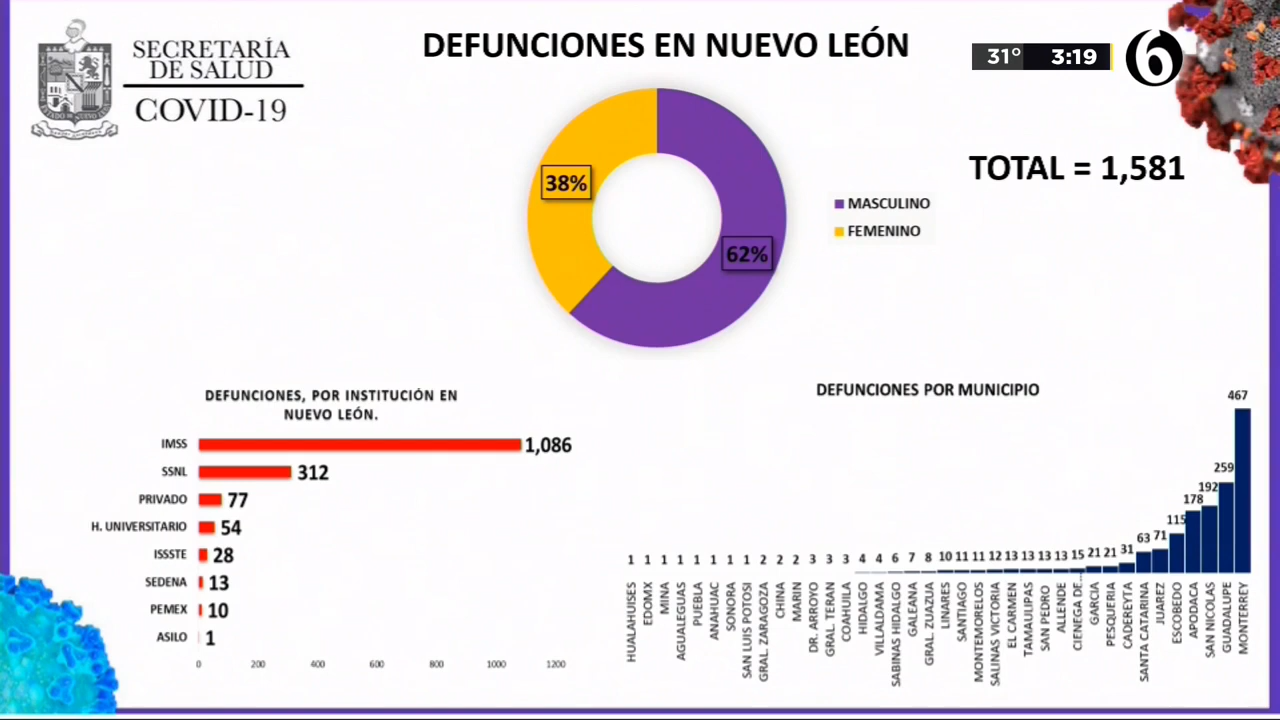 SECRETARÍA
DE SALUD
COVID-19
DEFUNCIONES EN NUEVO LEÓN
31° 3:19
6
TOTAL = 1,581
38%
62%
MASCULINO
FEMENINO
DEFUNCIONES, POR INSTITUCIÓN EN
NUEVO LEÓN.
IMSS 1,086
SSNL 312
PRIVADO 77
H. UNIVERSITARIO 54
ISSSTE 28
SEDENA 13
PEMEX 10
ASILO 1
0 200 400 600 800 1000 1200
DEFUNCIONES POR MUNICIPIO
1 1 1 1 1 1 1 1 2 2 2 3 3 3 4 4 6 7 8 10 11 11 12 13 13 13 13 15 21 21 31 63 71 115 178 192 259 467
HUALAHUISES
EDOMX
MINA
AGUALEGUAS
PUEBLA
ANAHUAC
SONORA
SAN LUIS POTOSI
GRAL. ZARAGOZA
CHINA
MARIN
DR. ARROYO
GRAL. TERAN
COAHUILA
HIDALGO
VILLALDAMA
SABINAS HIDALGO
GALEANA
GRAL. ZUAZUA
LINARES
SANTIAGO
MONTEMORELOS
SALINAS VICTORIA
EL CARMEN
TAMAULIPAS
SAN PEDRO
ALLENDE
CIENEGA DE...
GARCIA
PESQUERIA
CADEREYTA
SANTA CATARINA
JUAREZ
ESCOBEDO
APODACA
SAN NICOLAS
GUADALUPE
MONTERREY